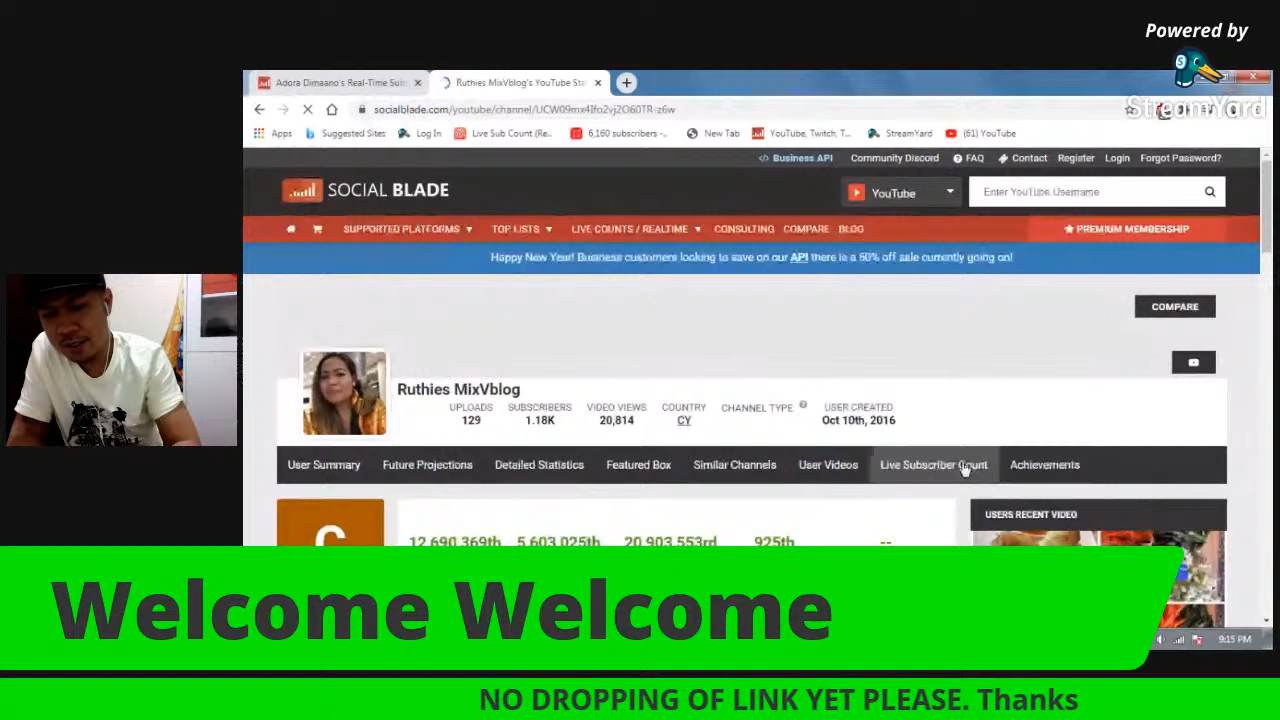 Powered by
StreamYard
Adora Dimaano's Real-Time Sub
Ruthies MixVblog's YouTube Sta
Apps
Suggested Sites
Log In
Live Sub Count (Re...
6,160 subscribers -...
New Tab
YouTube, Twitch, T...
StreamYard
(61) YouTube
Business API
Community Discord
FAQ
Contact
Register
Login
Forgot Password?
SOCIAL BLADE
YouTube
Enter YouTube Username
SUPPORTED PLATFORMS
TOP LISTS
LIVE COUNTS / REALTIME
CONSULTING
COMPARE
BLOG
PREMIUM MEMBERSHIP
Happy New Year! Business customers looking to save on our API there is a 50% off sale currently going on!
COMPARE
Ruthies MixVblog
UPLOADS
129
SUBSCRIBERS
1.18K
VIDEO VIEWS
20,814
COUNTRY
CY
CHANNEL TYPE
USER CREATED
Oct 10th, 2016
User Summary
Future Projections
Detailed Statistics
Featured Box
Similar Channels
User Videos
Live Subscriber Count
Achievements
USERS RECENT VIDEO
12,690,369th
5,603,025th
20,903,553rd
925th
--
Welcome Welcome
9:15 PM
NO DROPPING OF LINK YET PLEASE. Thanks